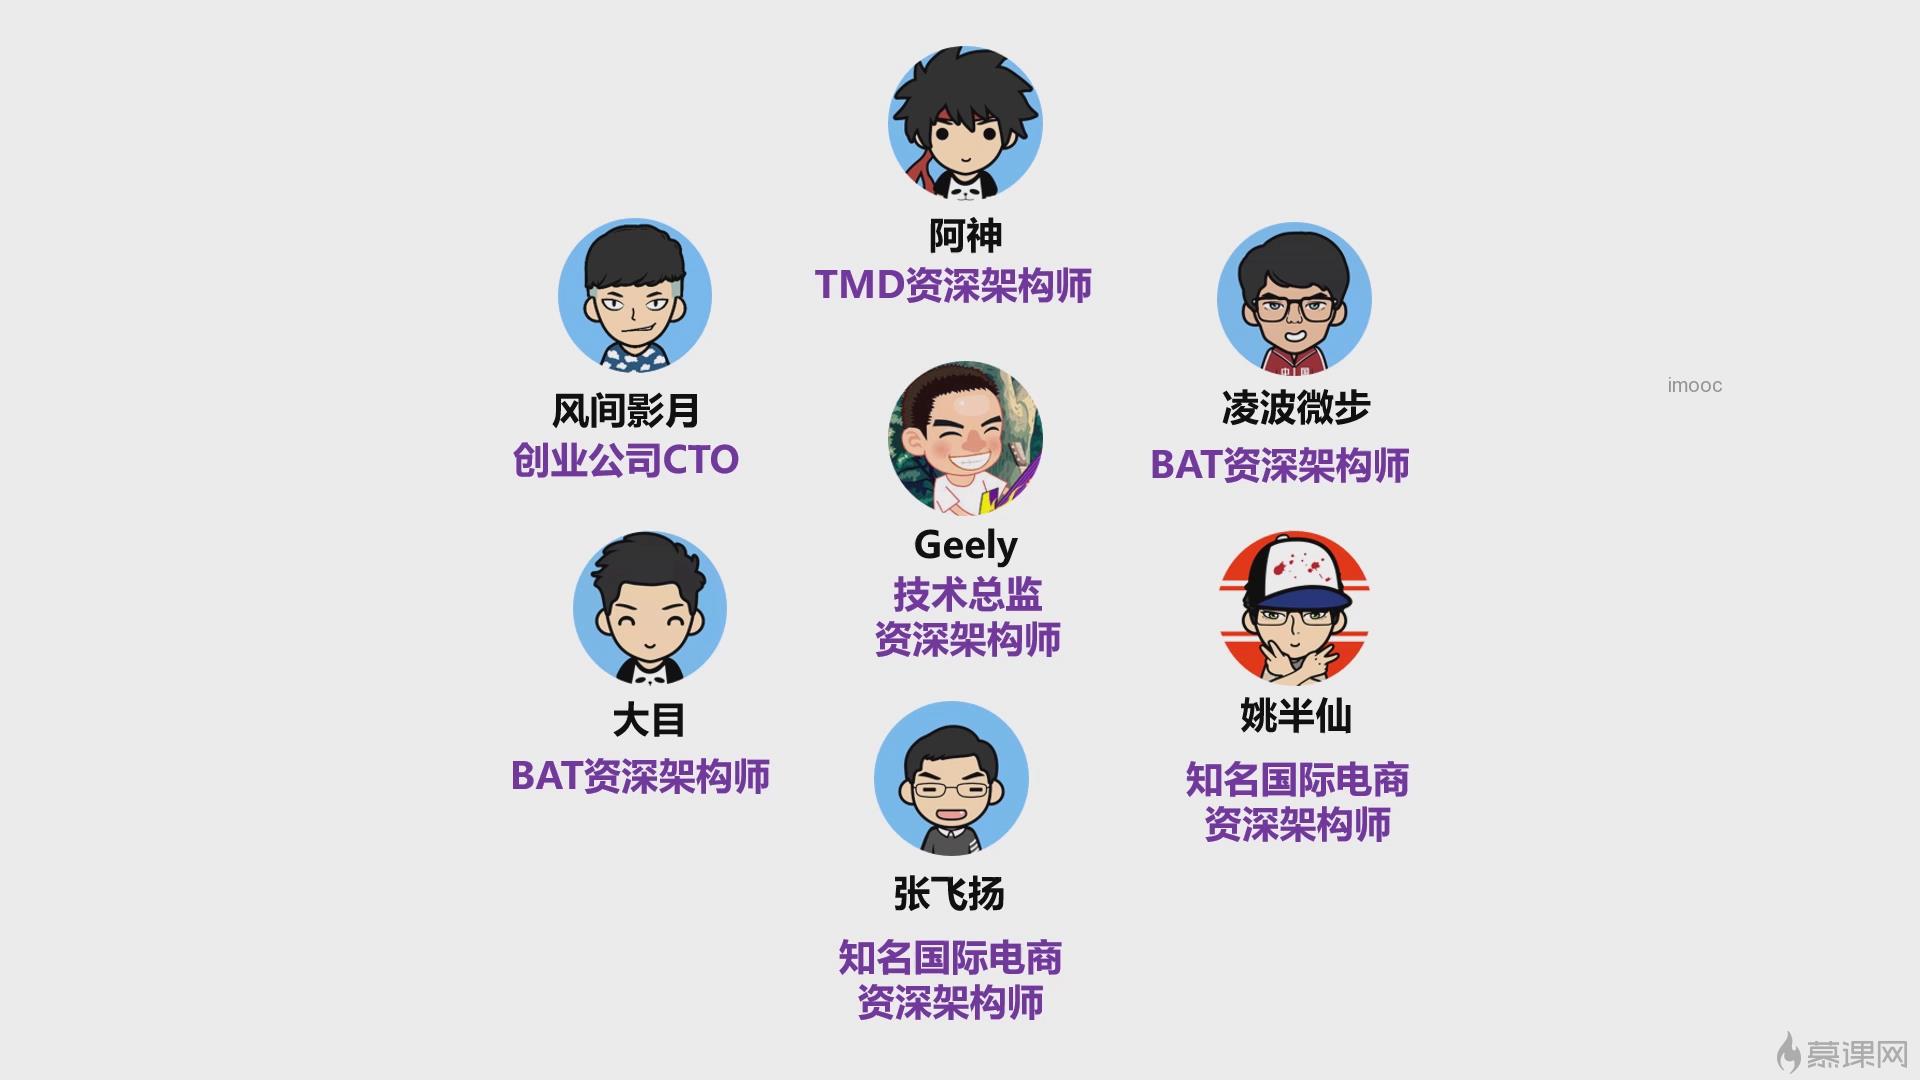 阿神
TMD资深架构师
风间影月
创业公司CTO
凌波微步
BAT资深架构师
中国
imooc
Geely
技术总监
资深架构师
大目
BAT资深架构师
姚半仙
知名国际电商
资深架构师
张飞扬
知名国际电商
资深架构师
慕课网